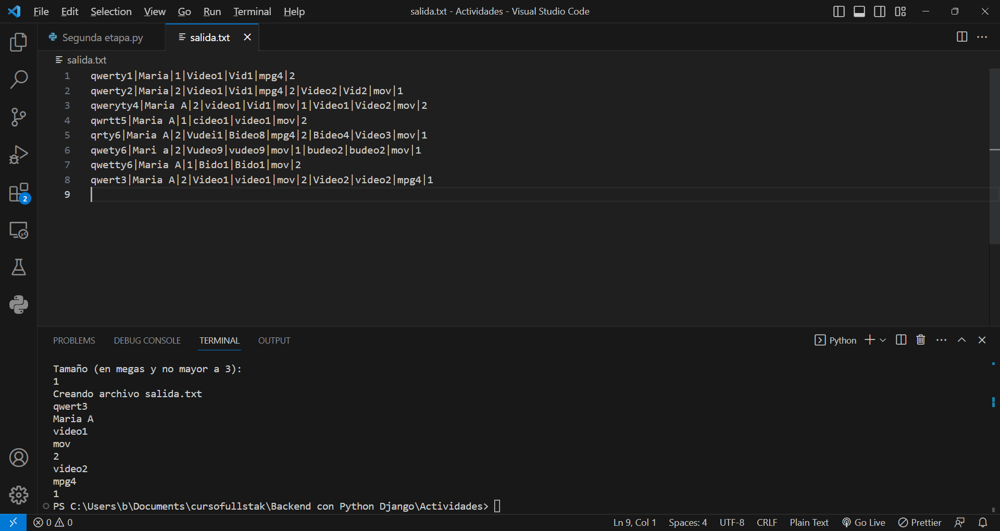 File Edit Selection View Go Run Terminal Help
salida.txt - Actividades - Visual Studio Code
Segunda etapa.py
salida.txt
salida.txt
1 qwerty1|Maria|1|Video1|Vid1|mpg4|2
2 qwerty2|Maria|2|Video1|Vid1|mpg4|2|Video2|Vid2|mov|1
3 qweryty4|Maria A|2|video1|Vid1|mov|1|Video1|Video2|mov|2
4 qwrtt5|Maria A|1|cideo1|video1|mov|2
5 qrty6|Maria A|2|Vudei1|Bideo8|mpg4|2|Bideo4|Video3|mov|1
6 qwety6|Mari a|2|Vudeo9|vudeo9|mov|1|budeo2|budeo2|mov|1
7 qwetty6|Maria A|1|Bido1|Bido1|mov|2
8 qwert3|Maria A|2|Video1|video1|mov|2|Video2|video2|mpg4|1
9
2
PROBLEMS DEBUG CONSOLE TERMINAL OUTPUT
Python
Tamaño (en megas y no mayor a 3):
1
Creando archivo salida.txt
qwert3
Maria A
video1
mov
2
video2
mpg4
1
PS C:\Users\b\Documents\cursofullstak\Backend con Python Django\Actividades>
0 0
Ln 9, Col 1 Spaces: 4 UTF-8 CRLF Plain Text Go Live Prettier